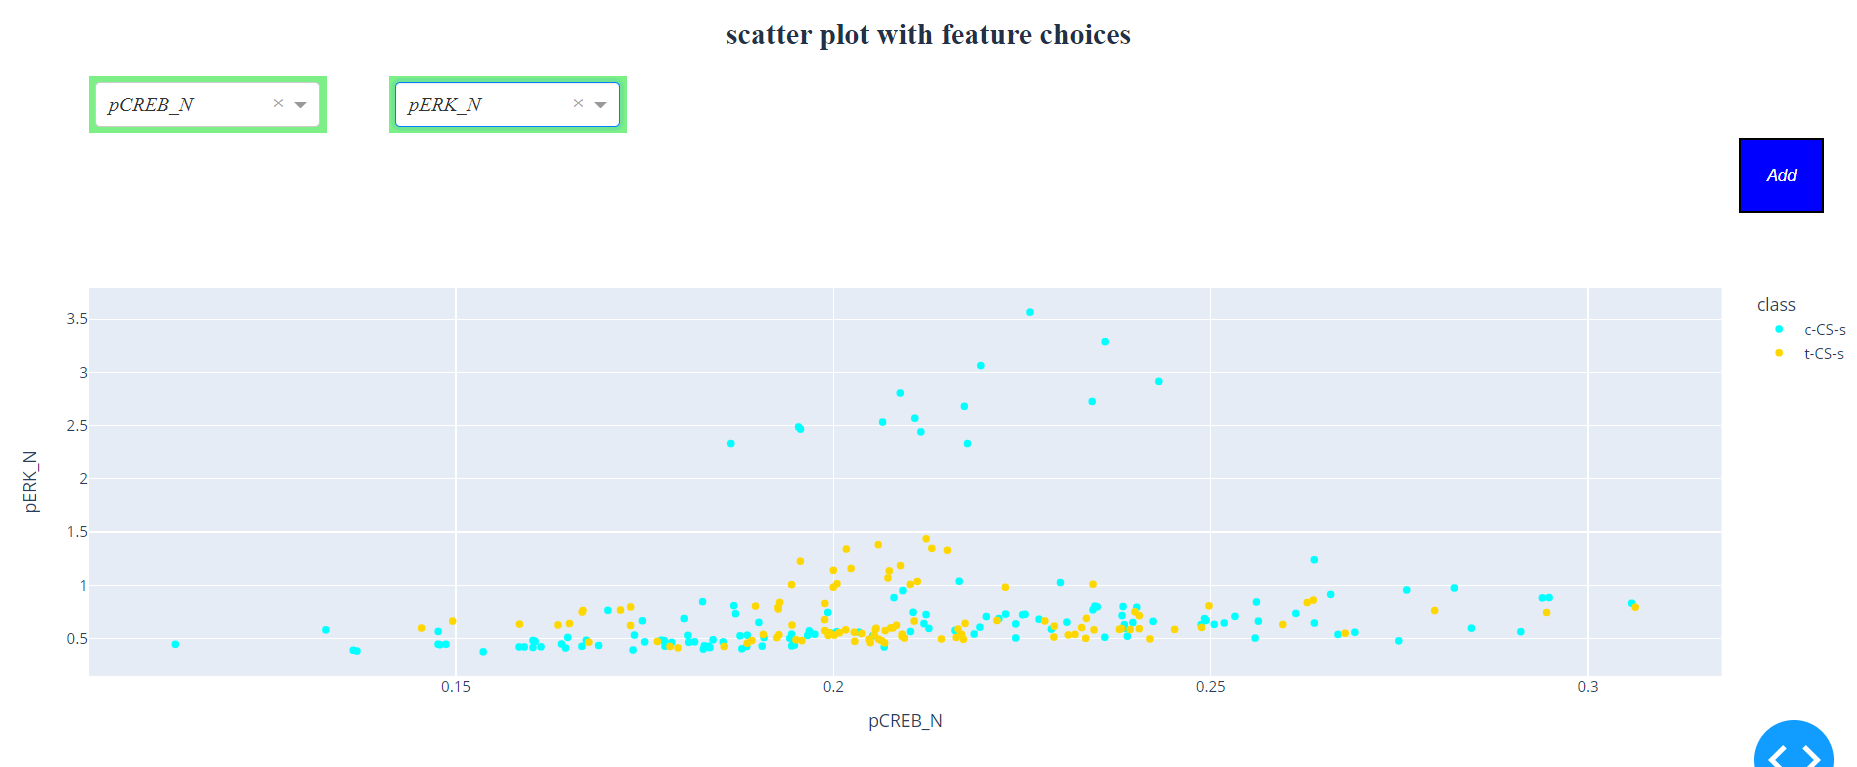 scatter plot with feature choices
pCREB_N ×
pERK_N ×
Add
class
c-CS-s
t-CS-s
3.5
3
2.5
2
1.5
1
0.5
pERK_N
0.15 0.2 0.25 0.3
pCREB_N